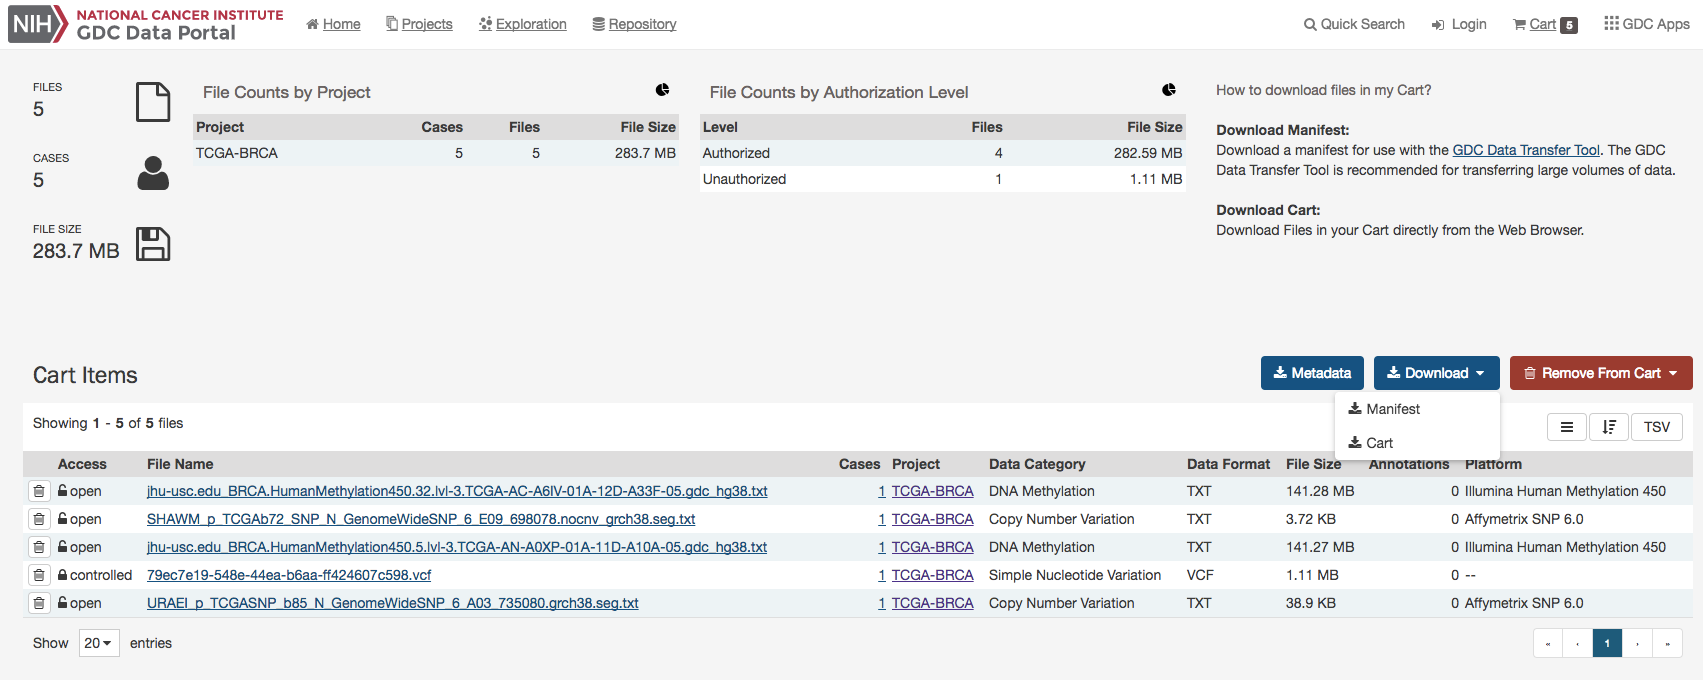 NIH NATIONAL CANCER INSTITUTE
GDC Data Portal
Home Projects Exploration Repository
Quick Search Login Cart 5 GDC Apps
FILES
5
CASES
5
FILE SIZE
283.7 MB
File Counts by Project
Project Cases Files File Size
TCGA-BRCA 5 5 283.7 MB
File Counts by Authorization Level
Level Files File Size
Authorized 4 282.59 MB
Unauthorized 1 1.11 MB
How to download files in my Cart?
Download Manifest:
Download a manifest for use with the GDC Data Transfer Tool. The GDC
Data Transfer Tool is recommended for transferring large volumes of data.
Download Cart:
Download Files in your Cart directly from the Web Browser.
Cart Items
Metadata Download Remove From Cart
Manifest
Cart
Showing 1 - 5 of 5 files
TSV
Access File Name Cases Project Data Category Data Format File Size Annotations Platform
open jhu-usc.edu_BRCA.HumanMethylation450.32.lvl-3.TCGA-AC-A6IV-01A-12D-A33F-05.gdc_hg38.txt 1 TCGA-BRCA DNA Methylation TXT 141.28 MB 0 Illumina Human Methylation 450
open SHAWM_p_TCGAb72_SNP_N_GenomeWideSNP_6_E09_698078.nocnv_grch38.seg.txt 1 TCGA-BRCA Copy Number Variation TXT 3.72 KB 0 Affymetrix SNP 6.0
open jhu-usc.edu_BRCA.HumanMethylation450.5.lvl-3.TCGA-AN-A0XP-01A-11D-A10A-05.gdc_hg38.txt 1 TCGA-BRCA DNA Methylation TXT 141.27 MB 0 Illumina Human Methylation 450
controlled 79ec7e19-548e-44ea-b6aa-ff424607c598.vcf 1 TCGA-BRCA Simple Nucleotide Variation VCF 1.11 MB 0 --
open URAEI_p_TCGASNP_b85_N_GenomeWideSNP_6_A03_735080.grch38.seg.txt 1 TCGA-BRCA Copy Number Variation TXT 38.9 KB 0 Affymetrix SNP 6.0
Show 20 entries
« ‹ 1 › »